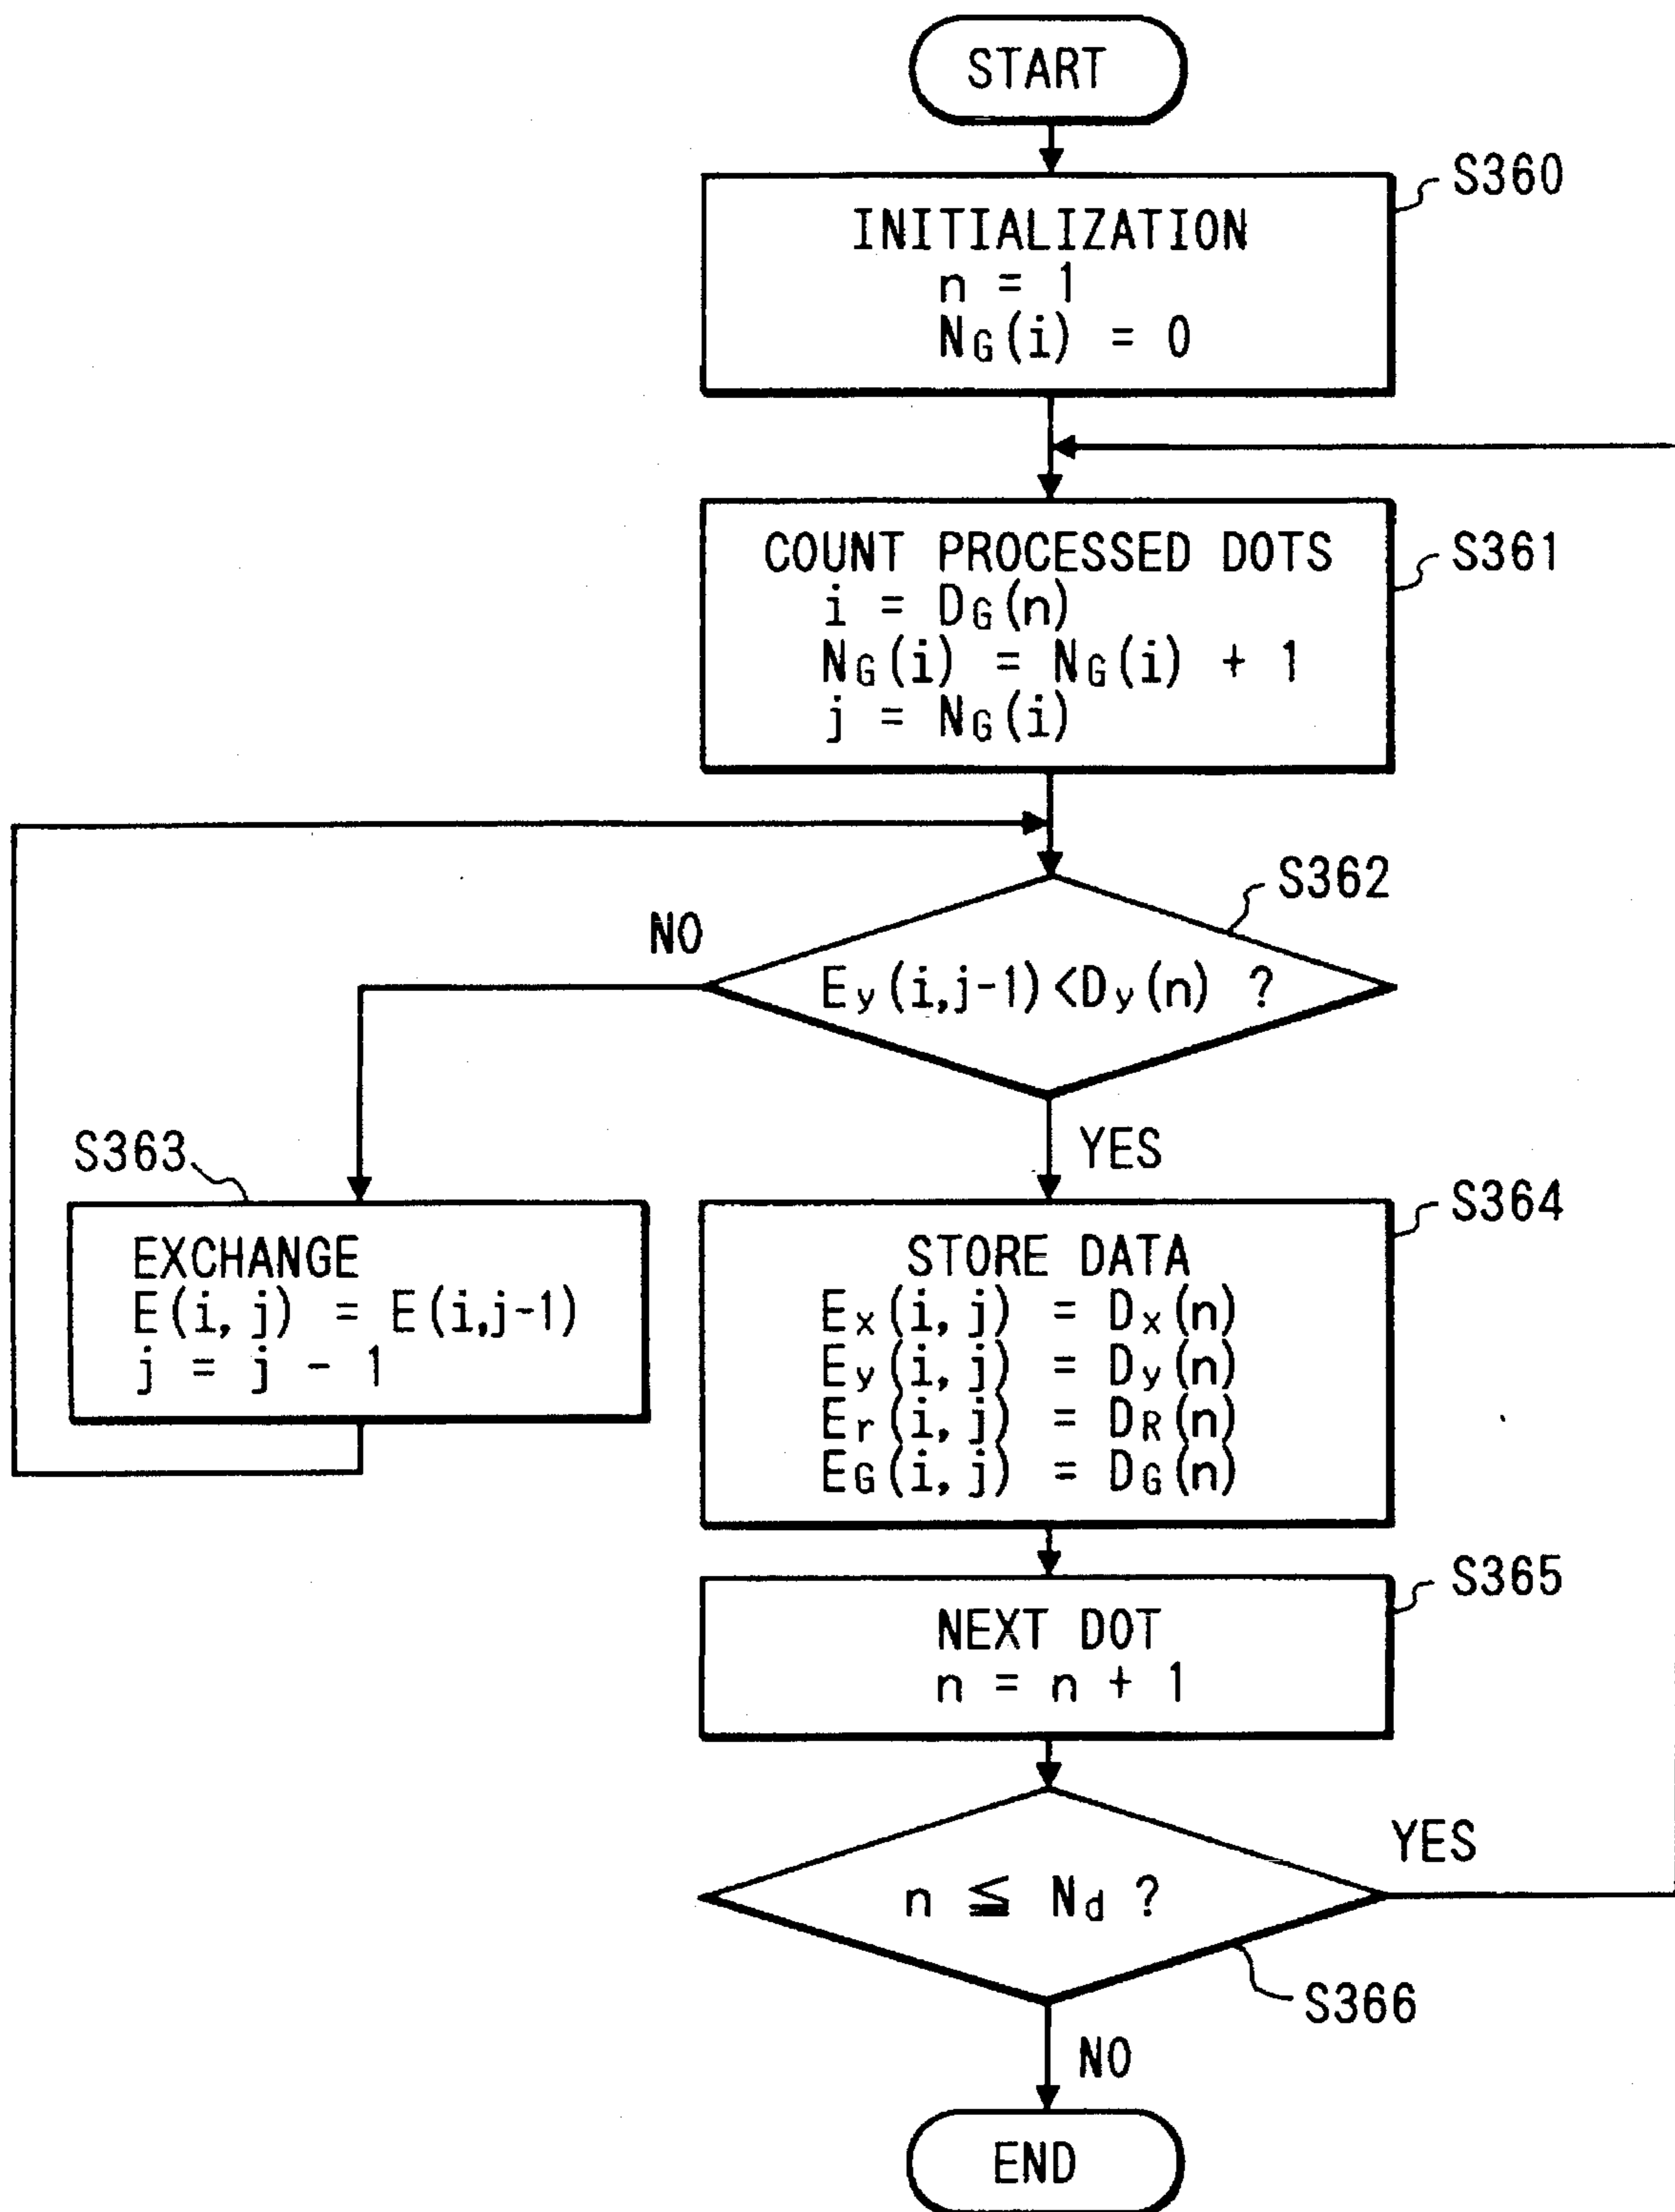 START
S360
INITIALIZATION
n = 1
NG(i) = 0
S361
COUNT PROCESSED DOTS
i = DG(n)
NG(i) = NG(i) + 1
j = NG(i)
S362
NO
Ey(i,j-1)<Dy(n) ?
YES
S363
EXCHANGE
E(i,j) = E(i,j-1)
j = j - 1
S364
STORE DATA
Ex(i,j) = Dx(n)
Ey(i,j) = Dy(n)
Er(i,j) = DR(n)
EG(i,j) = DG(n)
S365
NEXT DOT
n = n + 1
YES
n ≦ Nd ?
S366
NO
END